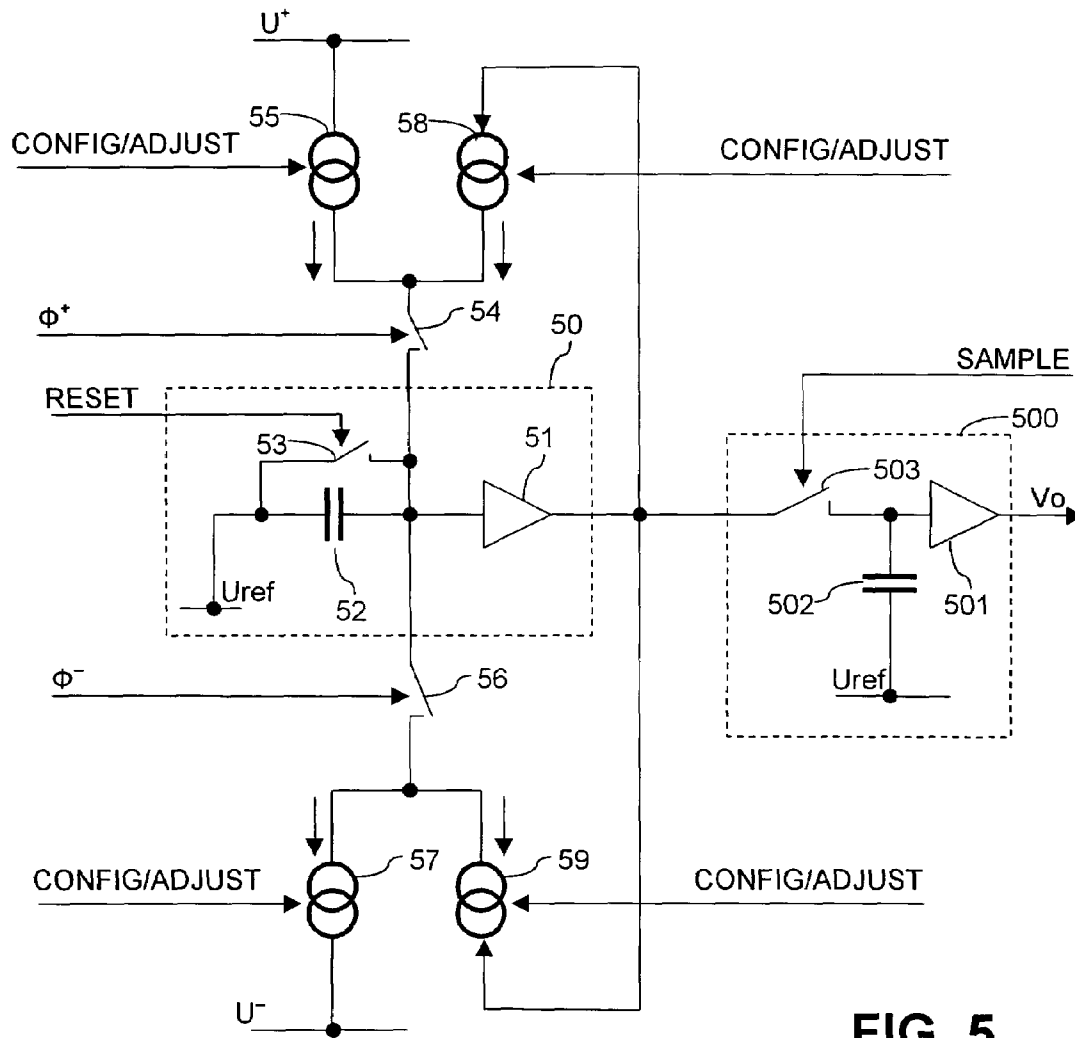 U⁺
55
58
CONFIG/ADJUST
CONFIG/ADJUST
Φ⁺
54
50
SAMPLE
RESET
500
53
51
503
Vo
Uref
52
502
501
Φ⁻
56
Uref
57
59
CONFIG/ADJUST
CONFIG/ADJUST
U⁻
FIG. 5